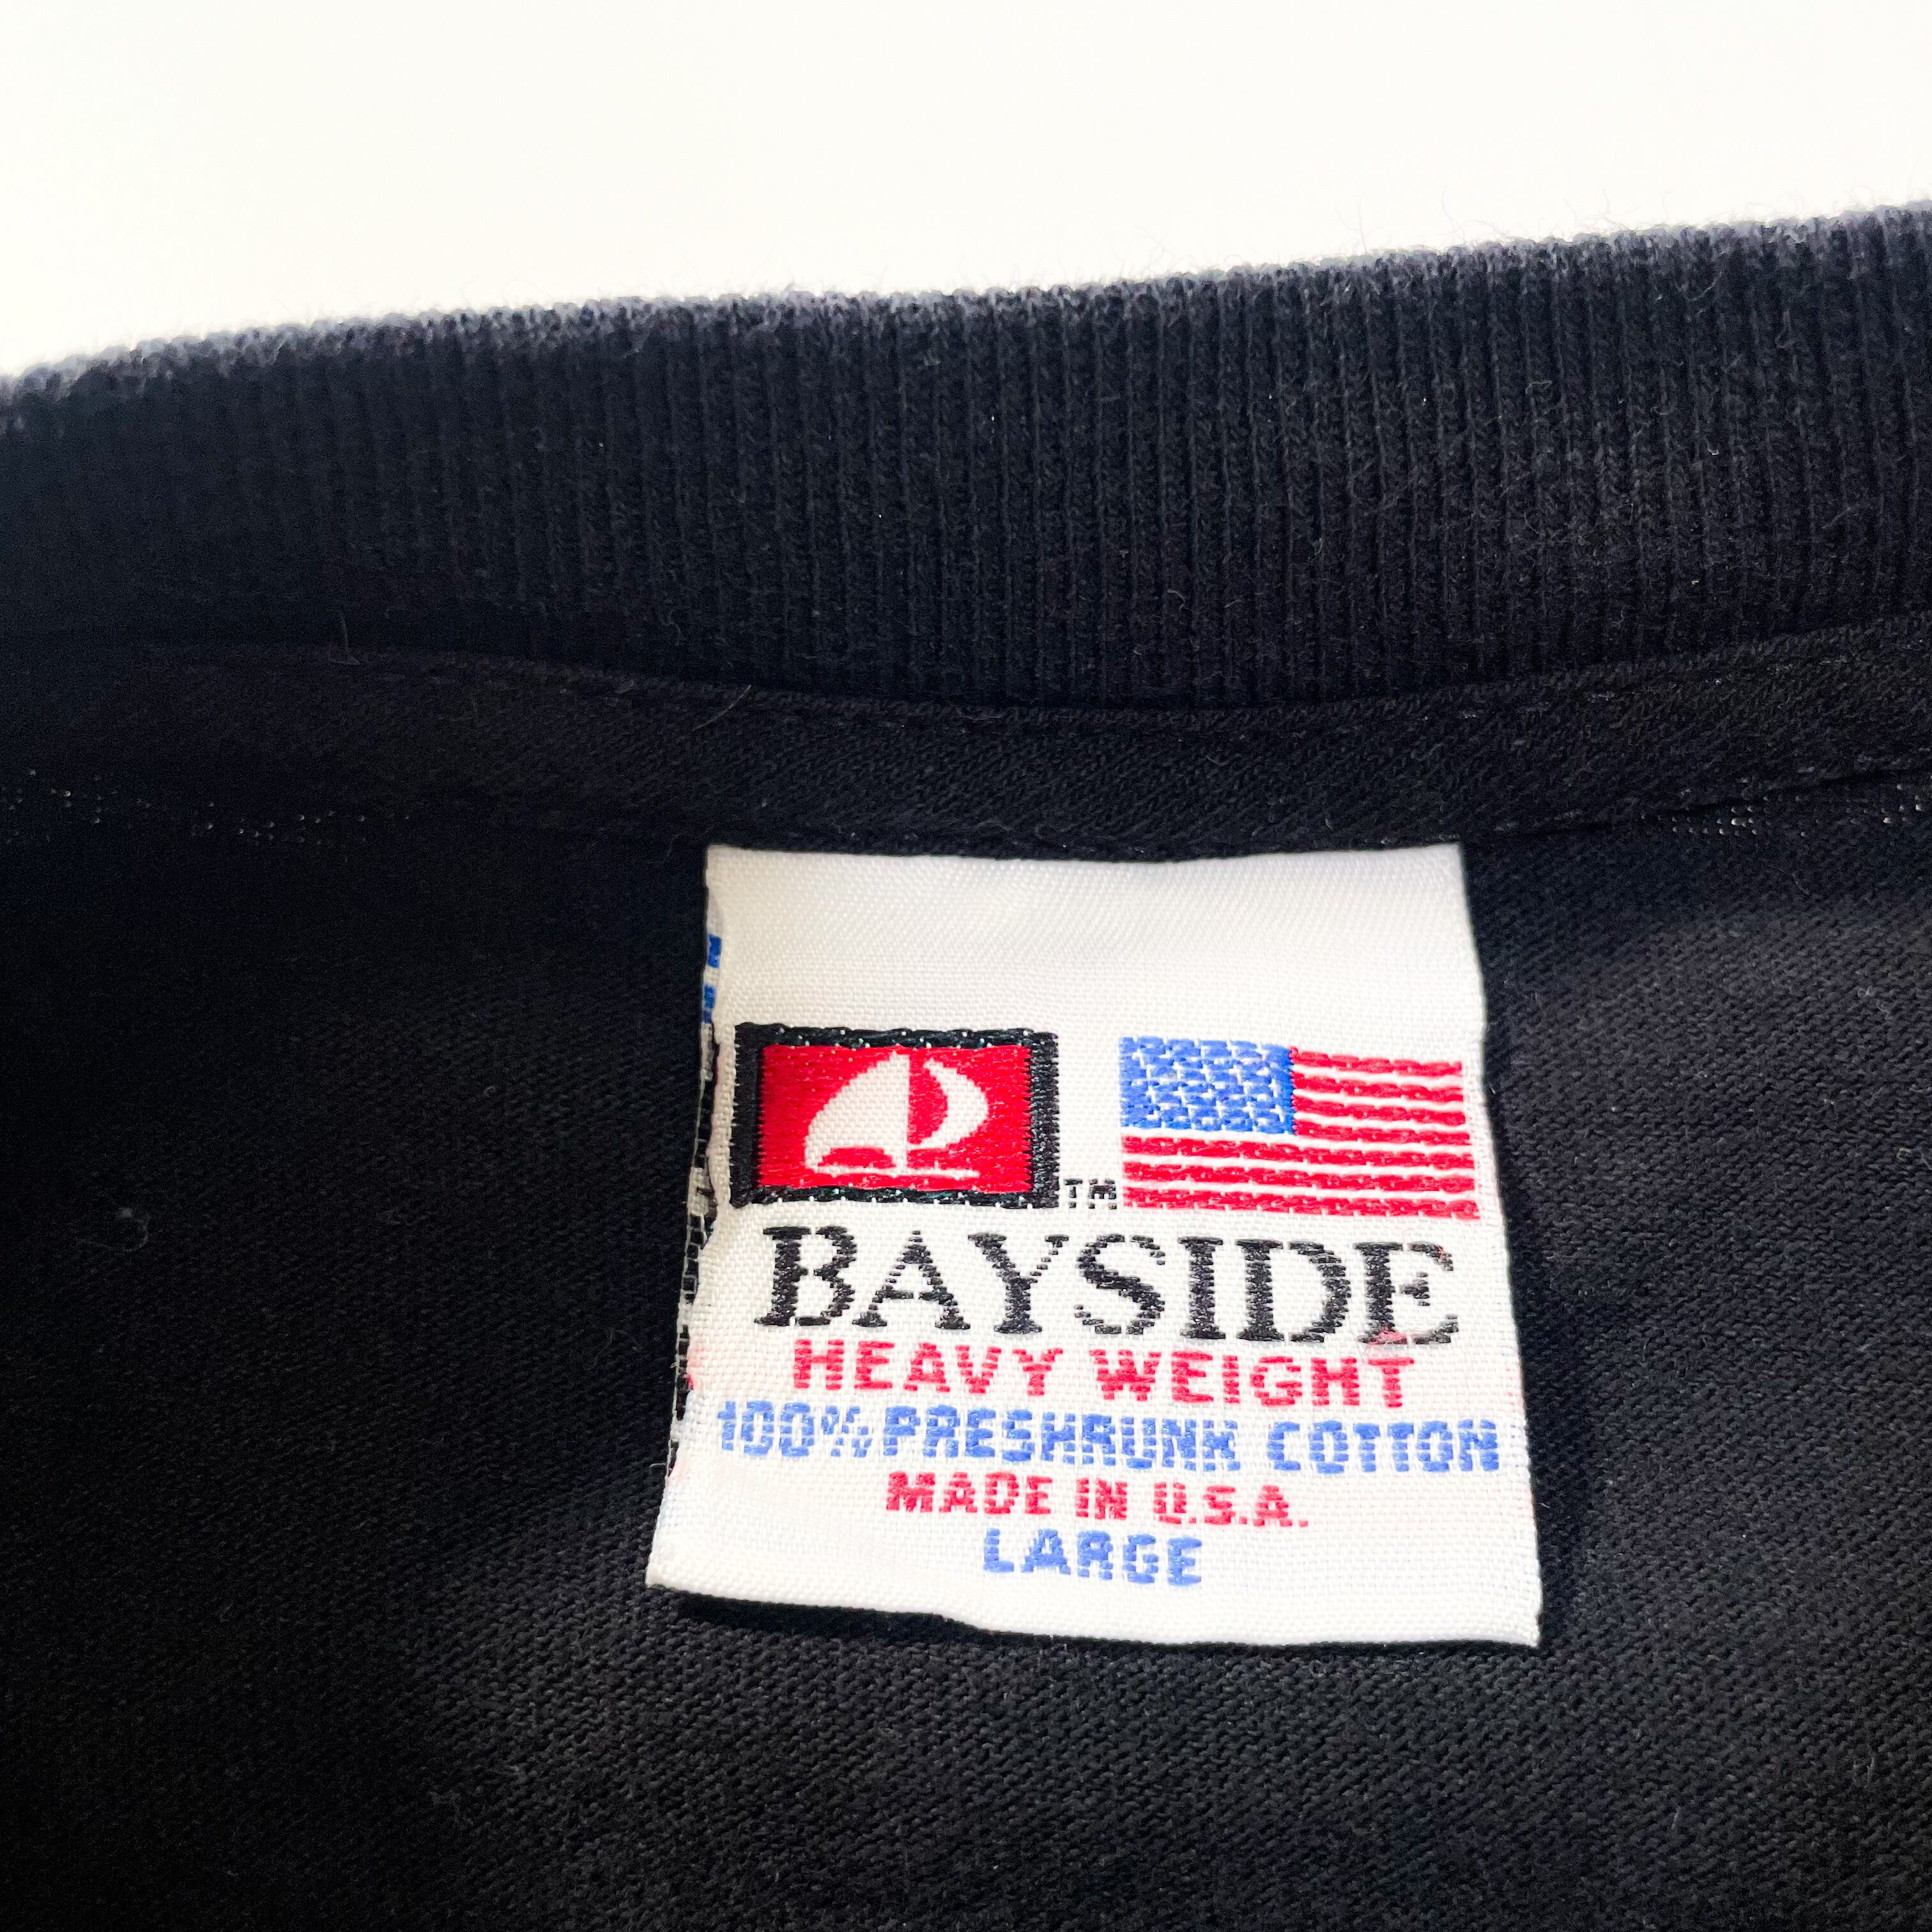 TM
BAYSIDE
HEAVY WEIGHT
100% PRESHRUNK COTTON
MADE IN U.S.A.
LARGE